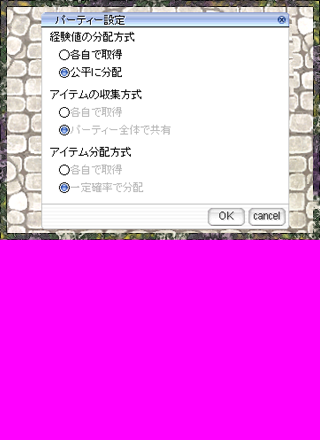 パーティー設定
経験値の分配方式
各自で取得
公平に分配
アイテムの収集方式
各自で取得
パーティー全体で共有
アイテム分配方式
各自で取得
一定確率で分配
OK cancel